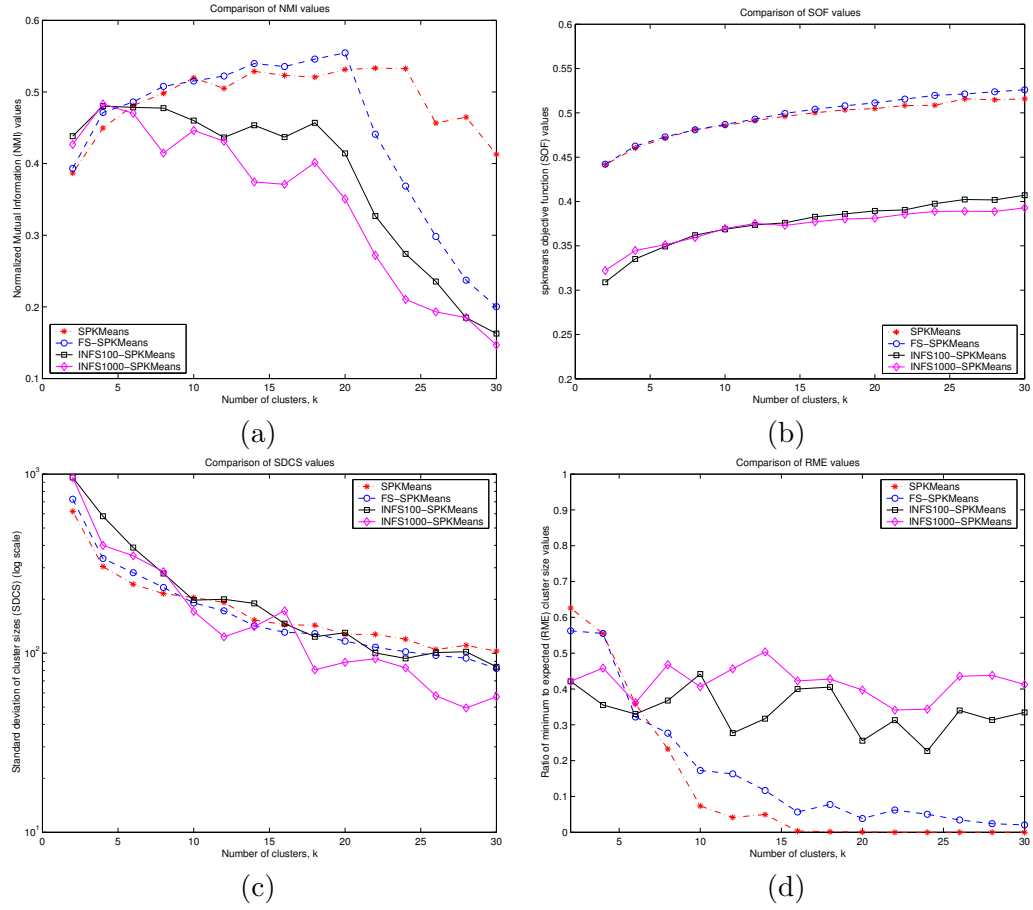 Comparison of NMI values
0.6
0.5
0.4
0.3
0.2
0.1
Normalized Mutual Information (NMI) values
SPKMeans
FS−SPKMeans
INFS100−SPKMeans
INFS1000−SPKMeans
0 5 10 15 20 25 30
Number of clusters, k
(a)
Comparison of SOF values
0.6
0.55
0.5
0.45
0.4
0.35
0.3
0.25
0.2
spkmeans objective function (SOF) values
SPKMeans
FS−SPKMeans
INFS100−SPKMeans
INFS1000−SPKMeans
0 5 10 15 20 25 30
Number of clusters, k
(b)
Comparison of SDCS values
10^3
10^2
10^1
Standard deviation of cluster sizes (SDCS) (log scale)
SPKMeans
FS−SPKMeans
INFS100−SPKMeans
INFS1000−SPKMeans
0 5 10 15 20 25 30
Number of clusters, k
(c)
Comparison of RME values
1
0.9
0.8
0.7
0.6
0.5
0.4
0.3
0.2
0.1
0
Ratio of minimum to expected (RME) cluster size values
SPKMeans
FS−SPKMeans
INFS100−SPKMeans
INFS1000−SPKMeans
5 10 15 20 25 30
Number of clusters, k
(d)